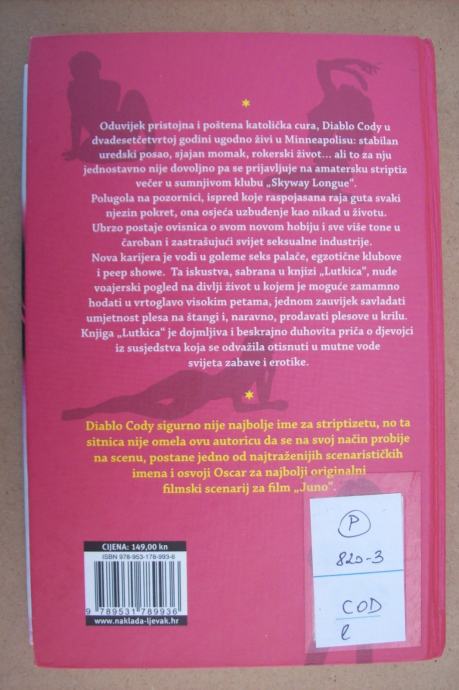 Oduvijek pristojna i poštena katolička cura, Diablo Cody u
dvadesetčetvrtoj godini ugodno živi u Minneapolisu: stabilan
uredski posao, sjajan momak, rokerski život... ali to za nju
jednostavno nije dovoljno pa se prijavljuje na amatersku striptiz
večer u sumnjivom klubu „Skyway Longue”.
Polugola na pozornici, ispred koje raspojasana raja guta svaki
njezin pokret, ona osjeća uzbuđenje kao nikad u životu.
Ubrzo postaje ovisnica o svom novom hobiju i sve više tone u
čaroban i zastrašujući svijet seksualne industrije.
Nova karijera je vodi u goleme seks palače, egzotične klubove
i peep showe. Ta iskustva, sabrana u knjizi „Lutkica”, nude
voajerski pogled na divlji život u kojem je moguće zamamno
hodati u vrtoglavo visokim petama, jednom zauvijek savladati
umjetnost plesa na štangi i, naravno, prodavati plesove u krilu.
Knjiga „Lutkica” je dojmljiva i beskrajno duhovita priča o djevojci
iz susjedstva koja se odvažila otisnuti u mutne vode
svijeta zabave i erotike.
Diablo Cody sigurno nije najbolje ime za striptizetu, no ta
sitnica nije omela ovu autoricu da se na svoj način probije
na scenu, postane jedno od najtraženijih scenarističkih
imena i osvoji Oscar za najbolji originalni
filmski scenarij za film „Juno”.
CIJENA: 149,00 kn
ISBN 978-953-178-993-6
9 789531 789936
www.naklada-ljevak.hr
P
820-3
COD
l